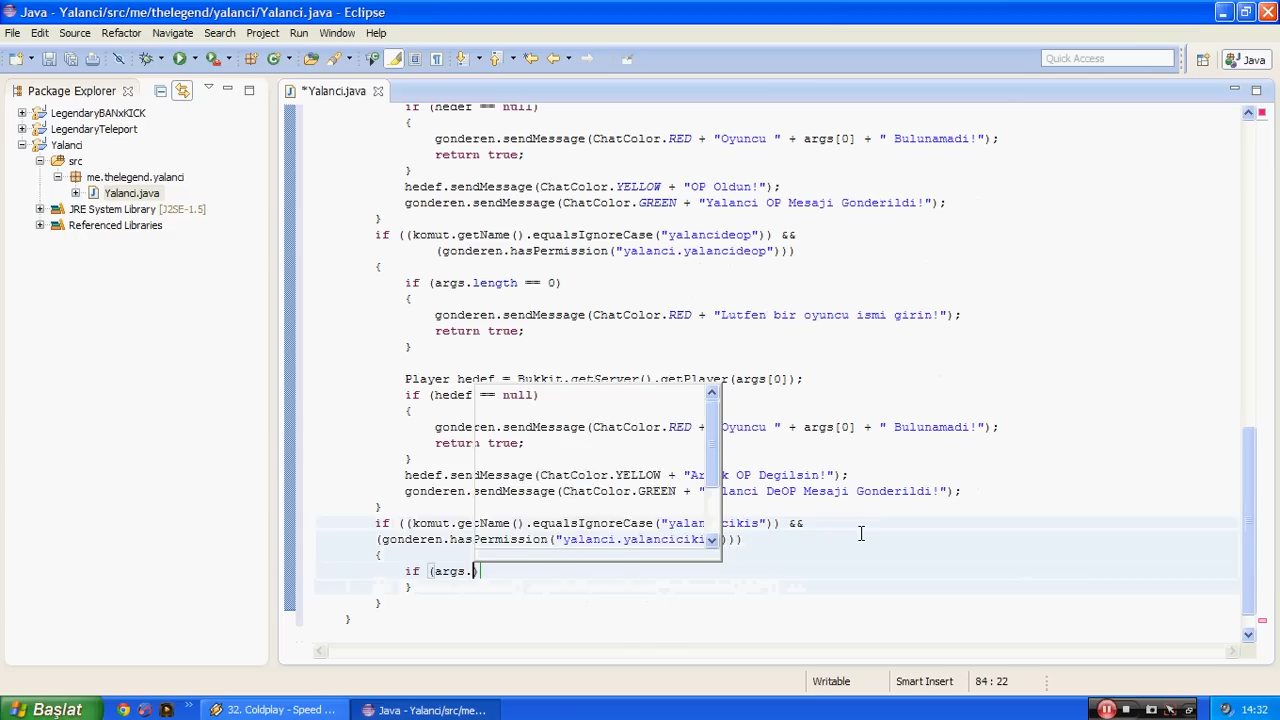 Java - Yalanci/src/me/thelegend/yalanci/Yalanci.java - Eclipse
File Edit Source Refactor Navigate Search Project Run Window Help
Quick Access
Java
Package Explorer
*Yalanci.java
LegendaryBANxKICK
LegendaryTeleport
Yalanci
src
me.thelegend.yalanci
Yalanci.java
JRE System Library [J2SE-1.5]
Referenced Libraries
if (hedef == null)
{
gonderen.sendMessage(ChatColor.RED + "Oyuncu " + args[0] + " Bulunamadi!");
return true;
}
hedef.sendMessage(ChatColor.YELLOW + "OP Oldun!");
gonderen.sendMessage(ChatColor.GREEN + "Yalanci OP Mesaji Gonderildi!");
}
if ((komut.getName().equalsIgnoreCase("yalancideop")) &&
(gonderen.hasPermission("yalanci.yalancideop")))
{
if (args.length == 0)
{
gonderen.sendMessage(ChatColor.RED + "Lutfen bir oyuncu ismi girin!");
return true;
}
Player hedef = Bukkit.getServer().getPlayer(args[0]);
if (hedef == null)
{
gonderen.sendMessage(ChatColor.RED + "Oyuncu " + args[0] + " Bulunamadi!");
return true;
}
hedef.sendMessage(ChatColor.YELLOW + "Ar k OP Degilsin!");
gonderen.sendMessage(ChatColor.GREEN + " lanci DeOP Mesaji Gonderildi!");
}
if ((komut.getName().equalsIgnoreCase("yalan cikis")) &&
(gonderen.hasPermission("yalanci.yalanciciki )))
{
if (args.)
}
}
}
Writable Smart Insert 84 : 22
Başlat 32. Coldplay - Speed ... Java - Yalanci/src/me... 14:32